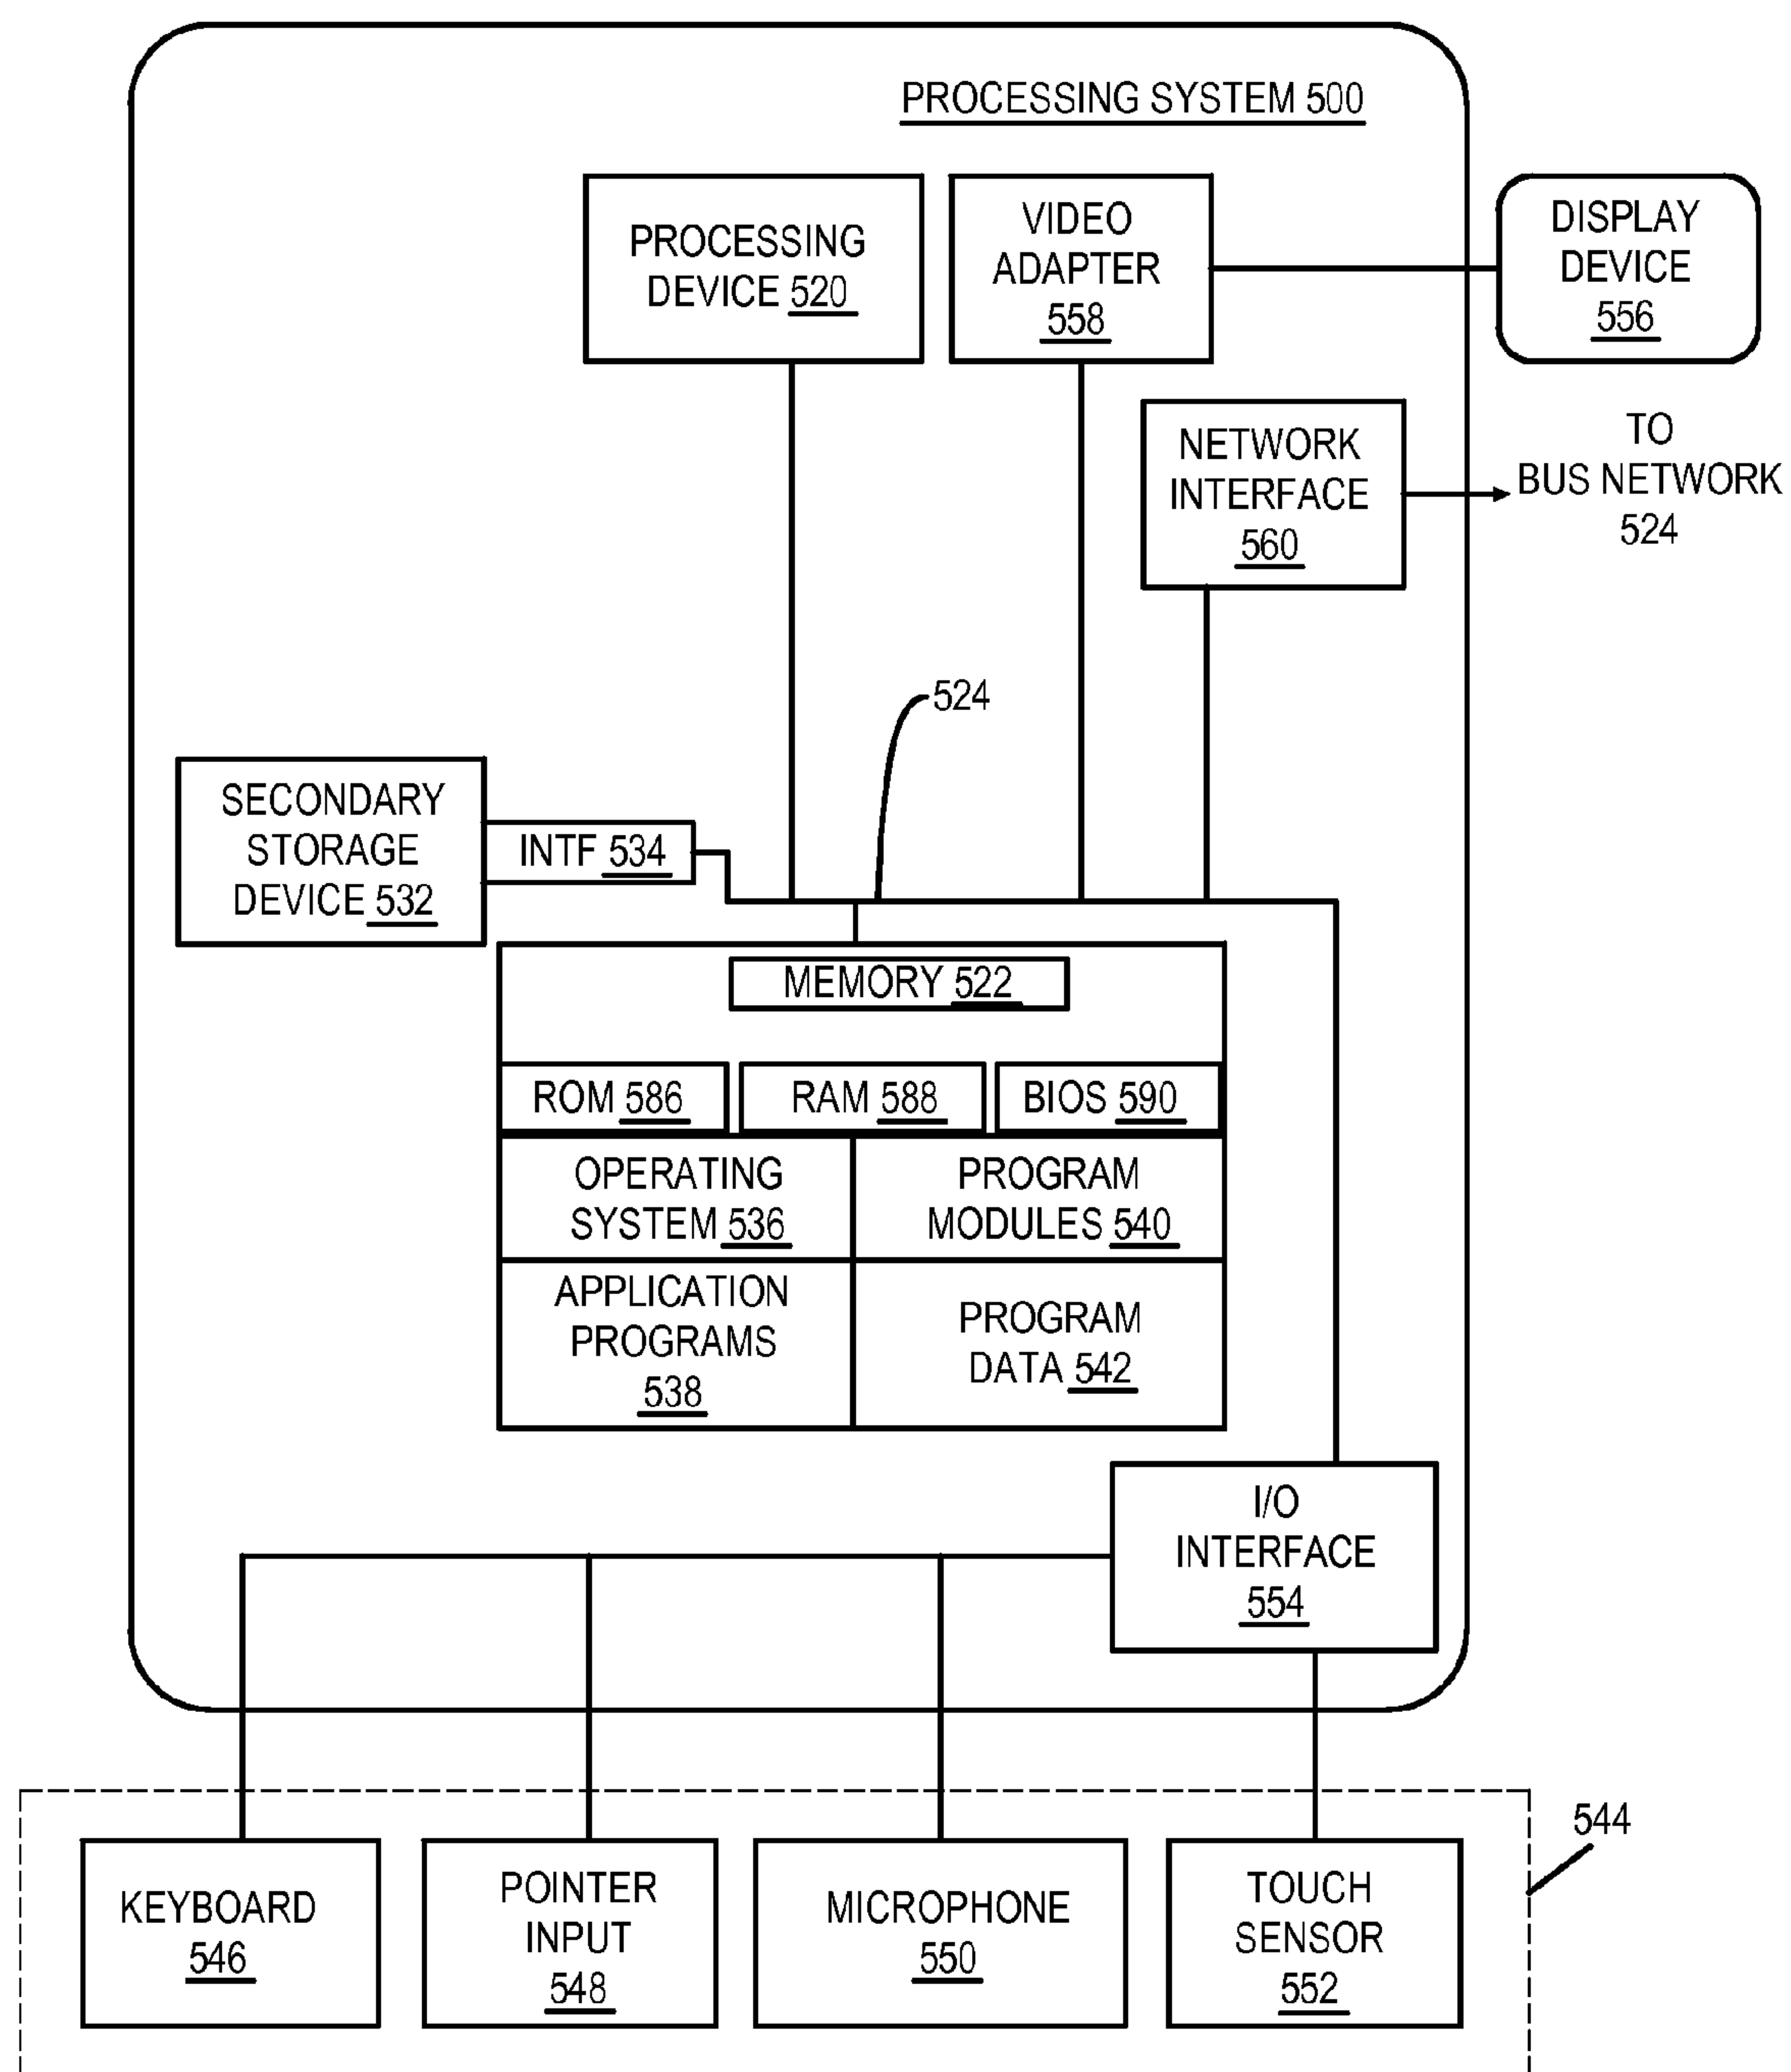 PROCESSING SYSTEM 500
PROCESSING
DEVICE 520
VIDEO
ADAPTER
558
DISPLAY
DEVICE
556
NETWORK
INTERFACE
560
TO
BUS NETWORK
524
524
SECONDARY
STORAGE
DEVICE 532
INTF 534
MEMORY 522
ROM 586
RAM 588
BIOS 590
OPERATING
SYSTEM 536
PROGRAM
MODULES 540
APPLICATION
PROGRAMS
538
PROGRAM
DATA 542
I/O
INTERFACE
554
544
KEYBOARD
546
POINTER
INPUT
548
MICROPHONE
550
TOUCH
SENSOR
552